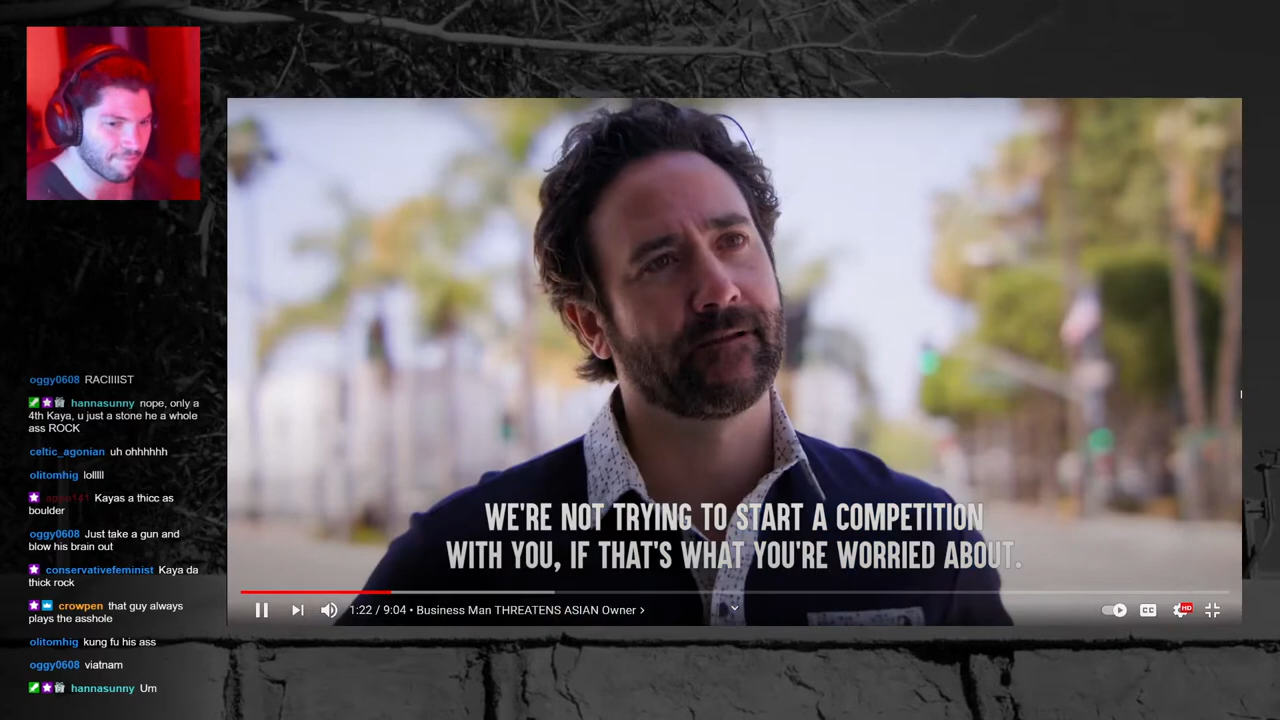 oggy0608 RACIIIIST
hannasunny nope, only a
4th Kaya, u just a stone he a whole
ass ROCK
celtic_agonian uh ohhhhhh
olitomhig lolllll
Kayas a thicc as
boulder
oggy0608 Just take a gun and
blow his brain out
conservativefeminist Kaya da
thick rock
crowpen that guy always
plays the asshole
olitomhig kung fu his ass
oggy0608 viatnam
hannasunny Um
WE'RE NOT TRYING TO START A COMPETITION
WITH YOU, IF THAT'S WHAT YOU'RE WORRIED ABOUT.
1:22 / 9:04 • Business Man THREATENS ASIAN Owner ›
CC
HD